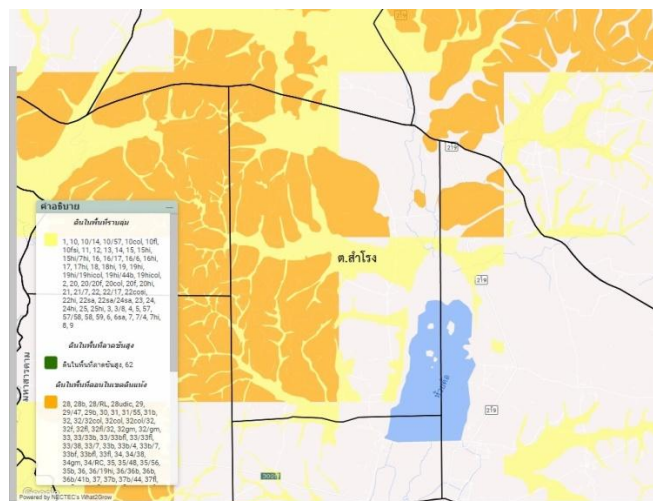 ต.สำโรง
คำอธิบาย
ดินในพื้นที่ราบลุ่ม
1, 10, 10/14, 10/57, 10col, 10fl,
10fsi, 11, 12, 13, 14, 15, 15hi,
15hi/7hi, 16, 16/17, 16/6, 16hi,
17, 17hi, 18, 18hi, 19, 19hi,
19hi/19hicol, 19hi/44b, 19hicol,
2, 20, 20/20f, 20col, 20f, 20hi,
21, 21/7, 22, 22/17, 22cosi,
22hi, 22sa, 22sa/24sa, 23, 24,
24hi, 25, 25hi, 3, 3/8, 4, 5, 57,
57/58, 58, 59, 6, 6sa, 7, 7/4, 7hi,
8, 9
ดินในพื้นที่ลาดชันสูง
ดินในพื้นที่ลาดชันสูง, 62
ดินในพื้นที่ดอนในเขตดินแห้ง
28, 28b, 28/RL, 28udic, 29,
29/47, 29b, 30, 31, 31/55, 31b,
32, 32/32col, 32col, 32col/32,
32f, 32fl, 32fl/32, 32gm, 32/gm,
33, 33/33b, 33/33bfl, 33/33fl,
33/38, 33/7, 33b, 33b/4, 33b/7,
33bf, 33bfl, 33fl, 34, 34/38,
34gm, 34/RC, 35, 35/48, 35/56,
35b, 36, 36/19hi, 36/36b, 36b,
36b/41b, 37, 37b, 37b/44, 37fl,
มหาสารคาม
Powered by NECTEC's What2Grow